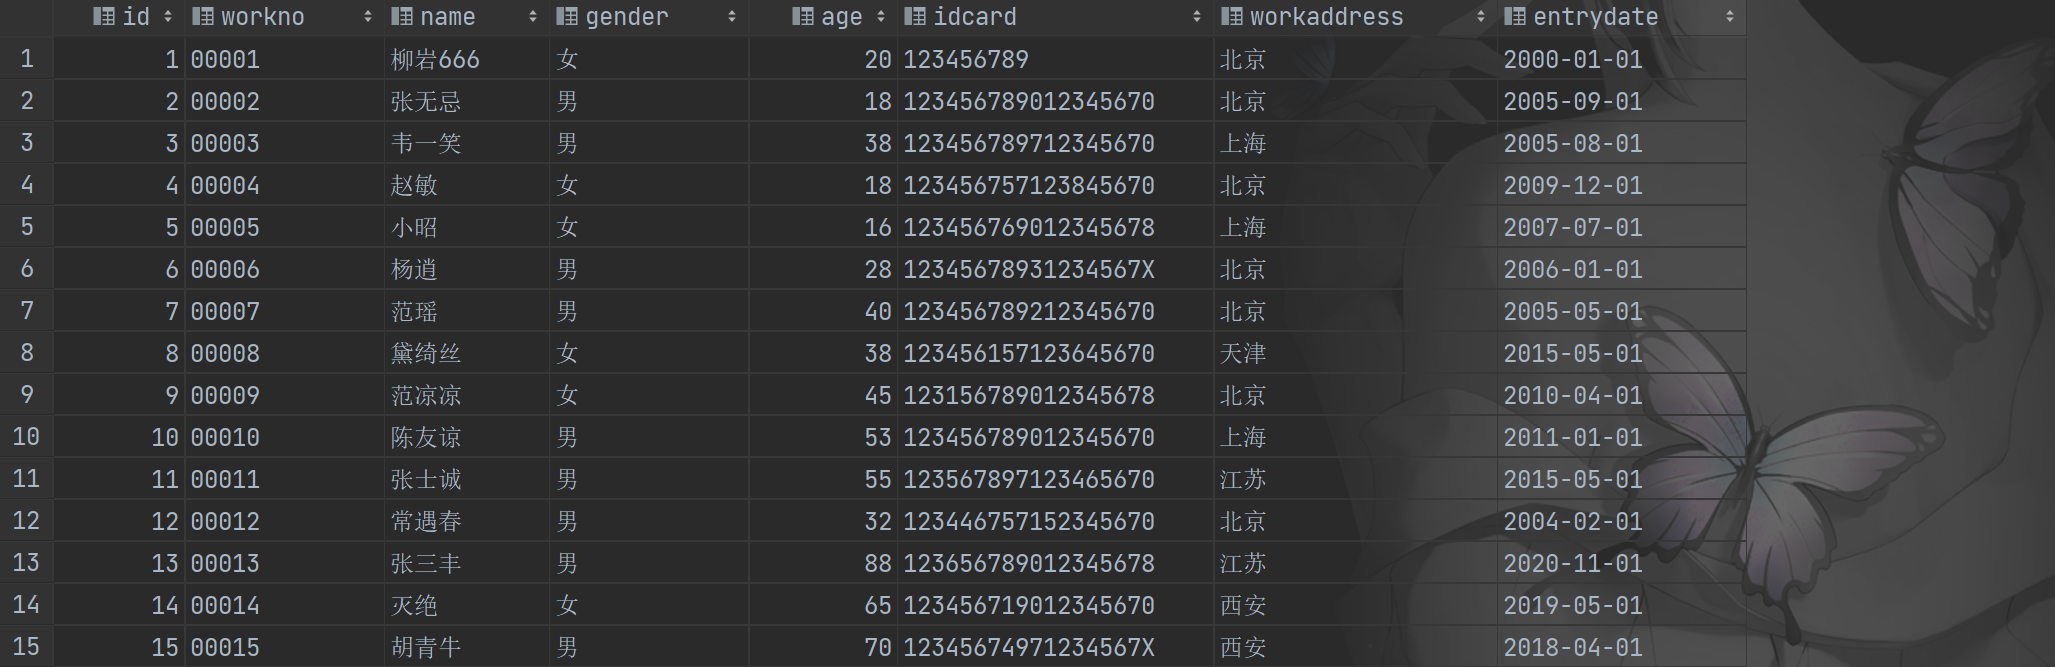 id workno name gender age idcard workaddress entrydate
1 1 00001 柳岩666 女 20 123456789 北京 2000-01-01
2 2 00002 张无忌 男 18 123456789012345670 北京 2005-09-01
3 3 00003 韦一笑 男 38 123456789712345670 上海 2005-08-01
4 4 00004 赵敏 女 18 123456757123845670 北京 2009-12-01
5 5 00005 小昭 女 16 123456769012345678 上海 2007-07-01
6 6 00006 杨逍 男 28 12345678931234567X 北京 2006-01-01
7 7 00007 范瑶 男 40 123456789212345670 北京 2005-05-01
8 8 00008 黛绮丝 女 38 123456157123645670 天津 2015-05-01
9 9 00009 范凉凉 女 45 123156789012345678 北京 2010-04-01
10 10 00010 陈友谅 男 53 123456789012345670 上海 2011-01-01
11 11 00011 张士诚 男 55 123567897123465670 江苏 2015-05-01
12 12 00012 常遇春 男 32 123446757152345670 北京 2004-02-01
13 13 00013 张三丰 男 88 123656789012345678 江苏 2020-11-01
14 14 00014 灭绝 女 65 123456719012345670 西安 2019-05-01
15 15 00015 胡青牛 男 70 12345674971234567X 西安 2018-04-01